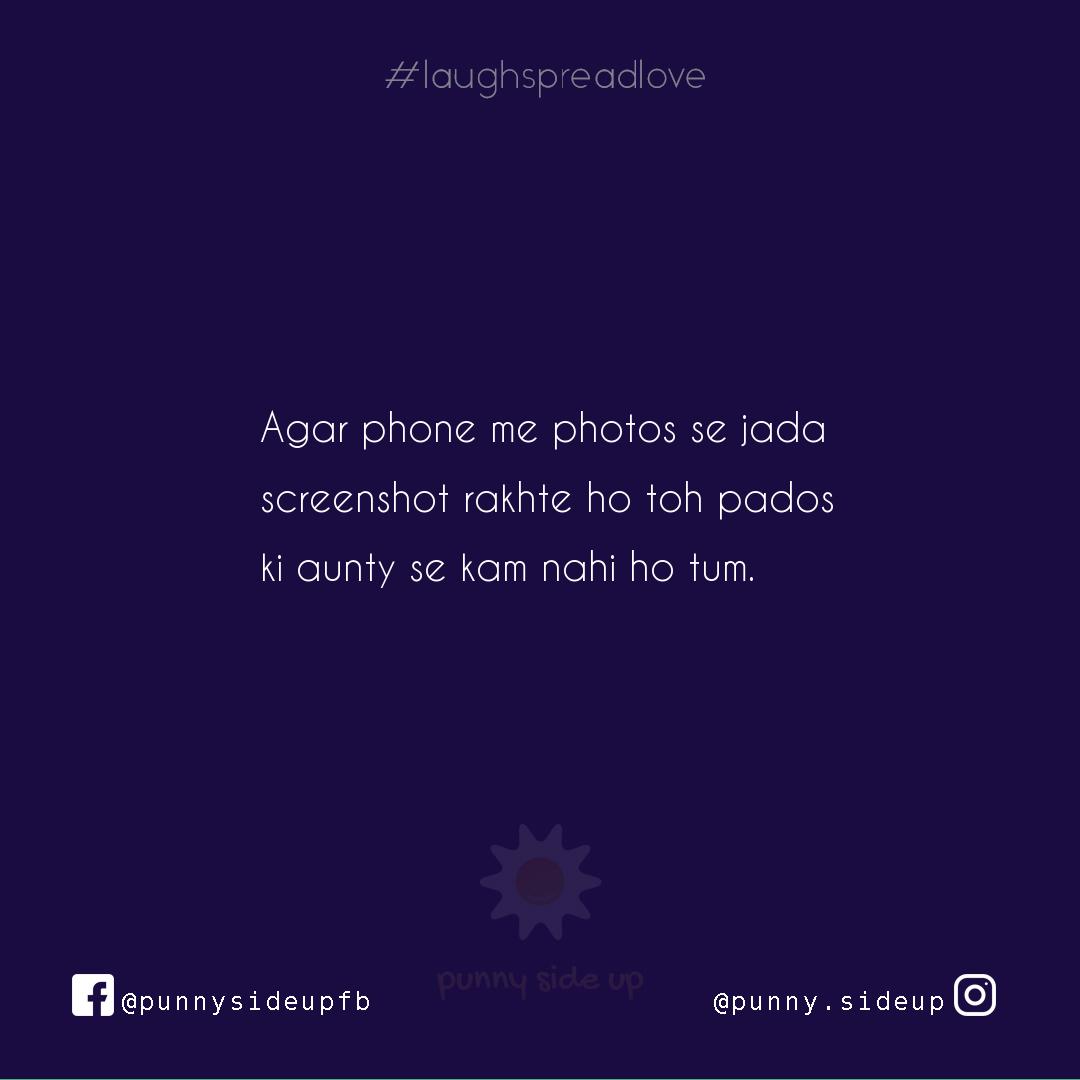 #laughspreadlove
Agar phone me photos se jada
screenshot rakhte ho toh pados
ki aunty se kam nahi ho tum.
punny side up
@punnysideupfb
@punny.sideup